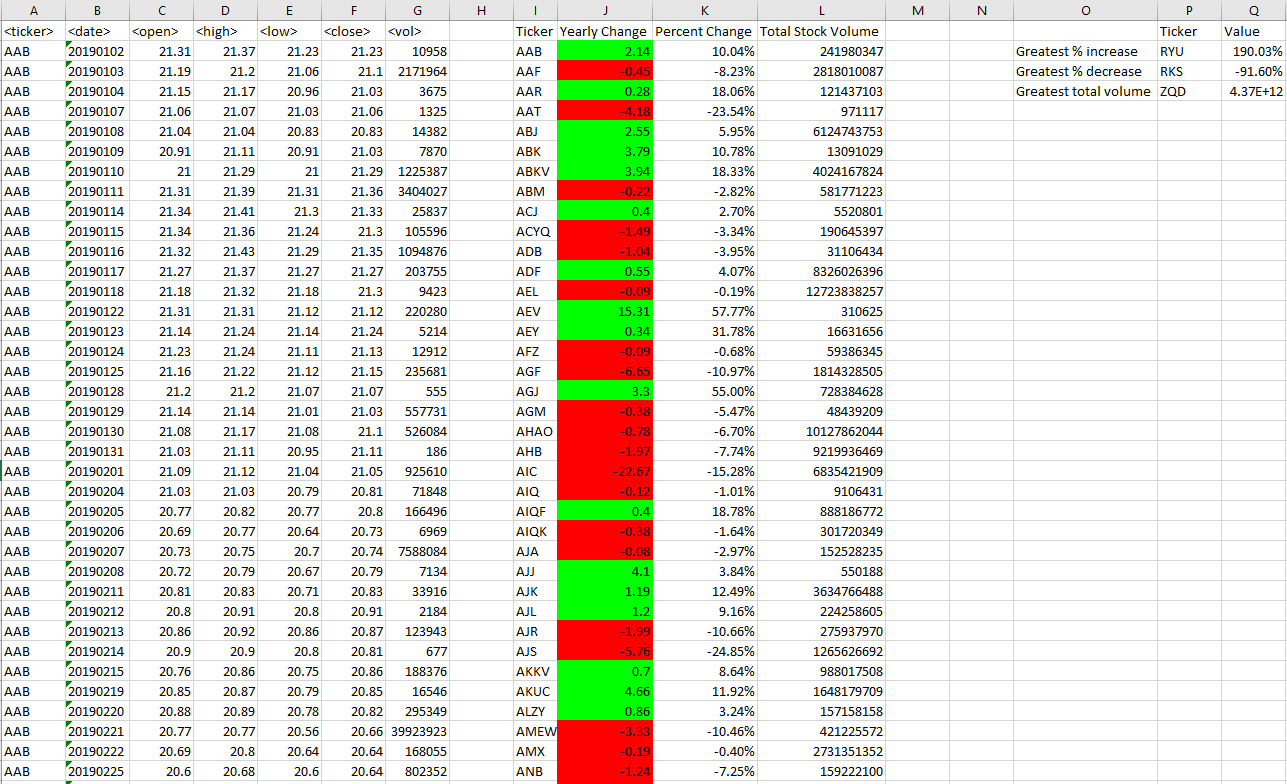 A B C D E F G H I J K L M N O P Q
<ticker> <date> <open> <high> <low> <close> <vol> Ticker Yearly Change Percent Change Total Stock Volume Ticker Value
AAB 20190102 21.31 21.37 21.23 21.23 10958 AAB 2.14 10.04% 241980347 Greatest % increase RYU 190.03%
AAB 20190103 21.19 21.2 21.06 21.1 2171964 AAF -0.45 -8.23% 2818010087 Greatest % decrease RKS -91.60%
AAB 20190104 21.15 21.17 20.96 21.03 3675 AAR 0.28 18.06% 121437103 Greatest total volume ZQD 4.37E+12
AAB 20190107 21.06 21.07 21.03 21.06 1325 AAT -4.18 -23.54% 971117
AAB 20190108 21.04 21.04 20.83 20.83 14382 ABJ 2.55 5.95% 6124743753
AAB 20190109 20.91 21.11 20.91 21.03 7870 ABK 3.79 10.78% 13091029
AAB 20190110 21 21.29 21 21.29 1225387 ABKV 3.94 18.33% 4024167824
AAB 20190111 21.31 21.39 21.31 21.36 3404027 ABM -0.22 -2.82% 581771223
AAB 20190114 21.34 21.41 21.3 21.33 25837 ACJ 0.4 2.70% 5520801
AAB 20190115 21.34 21.36 21.24 21.3 105596 ACYQ -1.49 -3.34% 190645397
AAB 20190116 21.32 21.43 21.29 21.35 1094876 ADB -1.04 -3.95% 31106434
AAB 20190117 21.27 21.37 21.27 21.27 203755 ADF 0.55 4.07% 8326026396
AAB 20190118 21.18 21.32 21.18 21.3 9423 AEL -0.09 -0.19% 12723838257
AAB 20190122 21.31 21.31 21.12 21.12 220280 AEV 15.31 57.77% 310625
AAB 20190123 21.14 21.24 21.14 21.24 5214 AEY 0.34 31.78% 16631656
AAB 20190124 21.23 21.24 21.11 21.13 12912 AFZ -0.09 -0.68% 59386345
AAB 20190125 21.16 21.22 21.12 21.15 235681 AGF -6.65 -10.97% 1814328505
AAB 20190128 21.2 21.2 21.07 21.07 555 AGJ 3.3 55.00% 728384628
AAB 20190129 21.14 21.14 21.01 21.03 557731 AGM -0.38 -5.47% 48439209
AAB 20190130 21.08 21.17 21.08 21.1 526084 AHAO -0.78 -6.70% 10127862044
AAB 20190131 21.03 21.11 20.95 21.11 186 AHB -1.97 -7.74% 9219936469
AAB 20190201 21.09 21.12 21.04 21.05 925610 AIC -22.67 -15.28% 6835421909
AAB 20190204 21.03 21.03 20.79 20.81 71848 AIQ -0.12 -1.01% 9106431
AAB 20190205 20.77 20.82 20.77 20.8 166496 AIQF 0.4 18.78% 888186772
AAB 20190206 20.69 20.77 20.64 20.73 6969 AIQK -0.38 -1.64% 301720349
AAB 20190207 20.73 20.75 20.7 20.74 7588084 AJA -0.08 -2.97% 152528235
AAB 20190208 20.72 20.79 20.67 20.79 7134 AJJ 4.1 3.84% 550188
AAB 20190211 20.81 20.83 20.71 20.83 33916 AJK 1.19 12.49% 3634766488
AAB 20190212 20.8 20.91 20.8 20.91 2184 AJL 1.2 9.16% 224258605
AAB 20190213 20.86 20.92 20.86 20.87 123943 AJR -1.99 -10.66% 275937970
AAB 20190214 20.9 20.9 20.8 20.81 677 AJS -5.76 -24.85% 1265626692
AAB 20190215 20.76 20.86 20.75 20.86 188376 AKKV 0.7 8.64% 988017508
AAB 20190219 20.85 20.87 20.79 20.85 16546 AKUC 4.66 11.92% 1648179709
AAB 20190220 20.88 20.89 20.78 20.82 295349 ALZY 0.86 3.24% 157158158
AAB 20190221 20.77 20.77 20.56 20.66 39923923 AMEW -3.33 -10.46% 421225572
AAB 20190222 20.69 20.8 20.64 20.64 168055 AMX -0.19 -0.40% 2731351352
AAB 20190225 20.6 20.68 20.6 20.64 802352 ANB -1.24 -7.25% 159222100